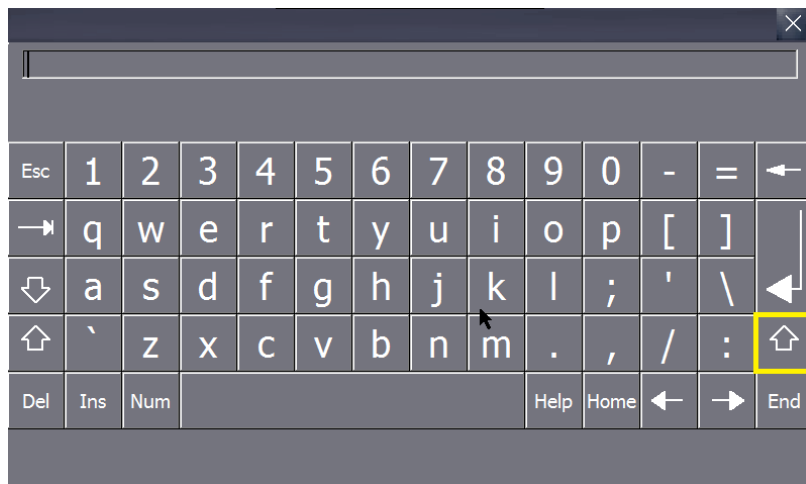 Esc 1 2 3 4 5 6 7 8 9 0 - =
q w e r t y u i o p [ ]
a s d f g h j k l ; ' \
` z x c v b n m . , / :
Del Ins Num Help Home End